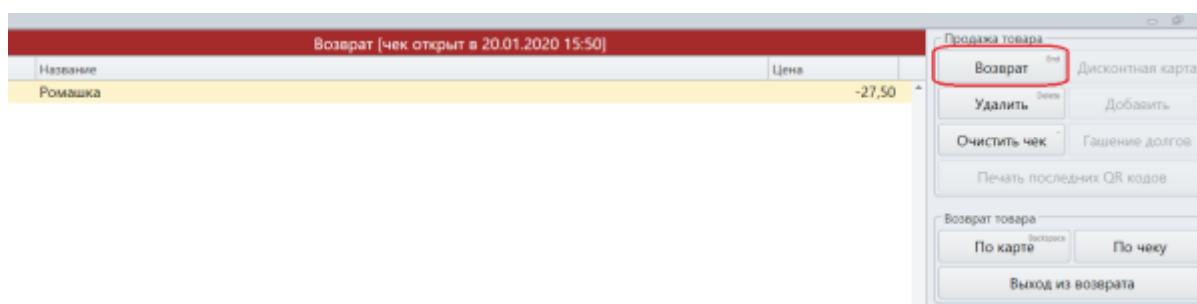 Возврат [чек открыт в 20.01.2020 15:50]
Название Цена
Ромашка -27,50
Продажа товара
Возврат End Дисконтная карта
Удалить Delete Добавить
Очистить чек Гашение долгов
Печать последних QR кодов
Возврат товара
По карте Backspace По чеку
Выход из возврата